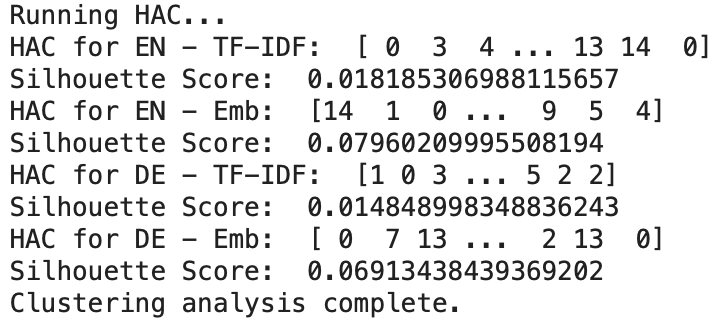 Running HAC...
HAC for EN - TF-IDF:  [ 0  3  4 ... 13 14  0]
Silhouette Score:  0.018185306988115657
HAC for EN - Emb:  [14  1  0 ...  9  5  4]
Silhouette Score:  0.07960209995508194
HAC for DE - TF-IDF:  [1 0 3 ... 5 2 2]
Silhouette Score:  0.014848998348836243
HAC for DE - Emb:  [ 0  7 13 ...  2 13  0]
Silhouette Score:  0.06913438439369202
Clustering analysis complete.